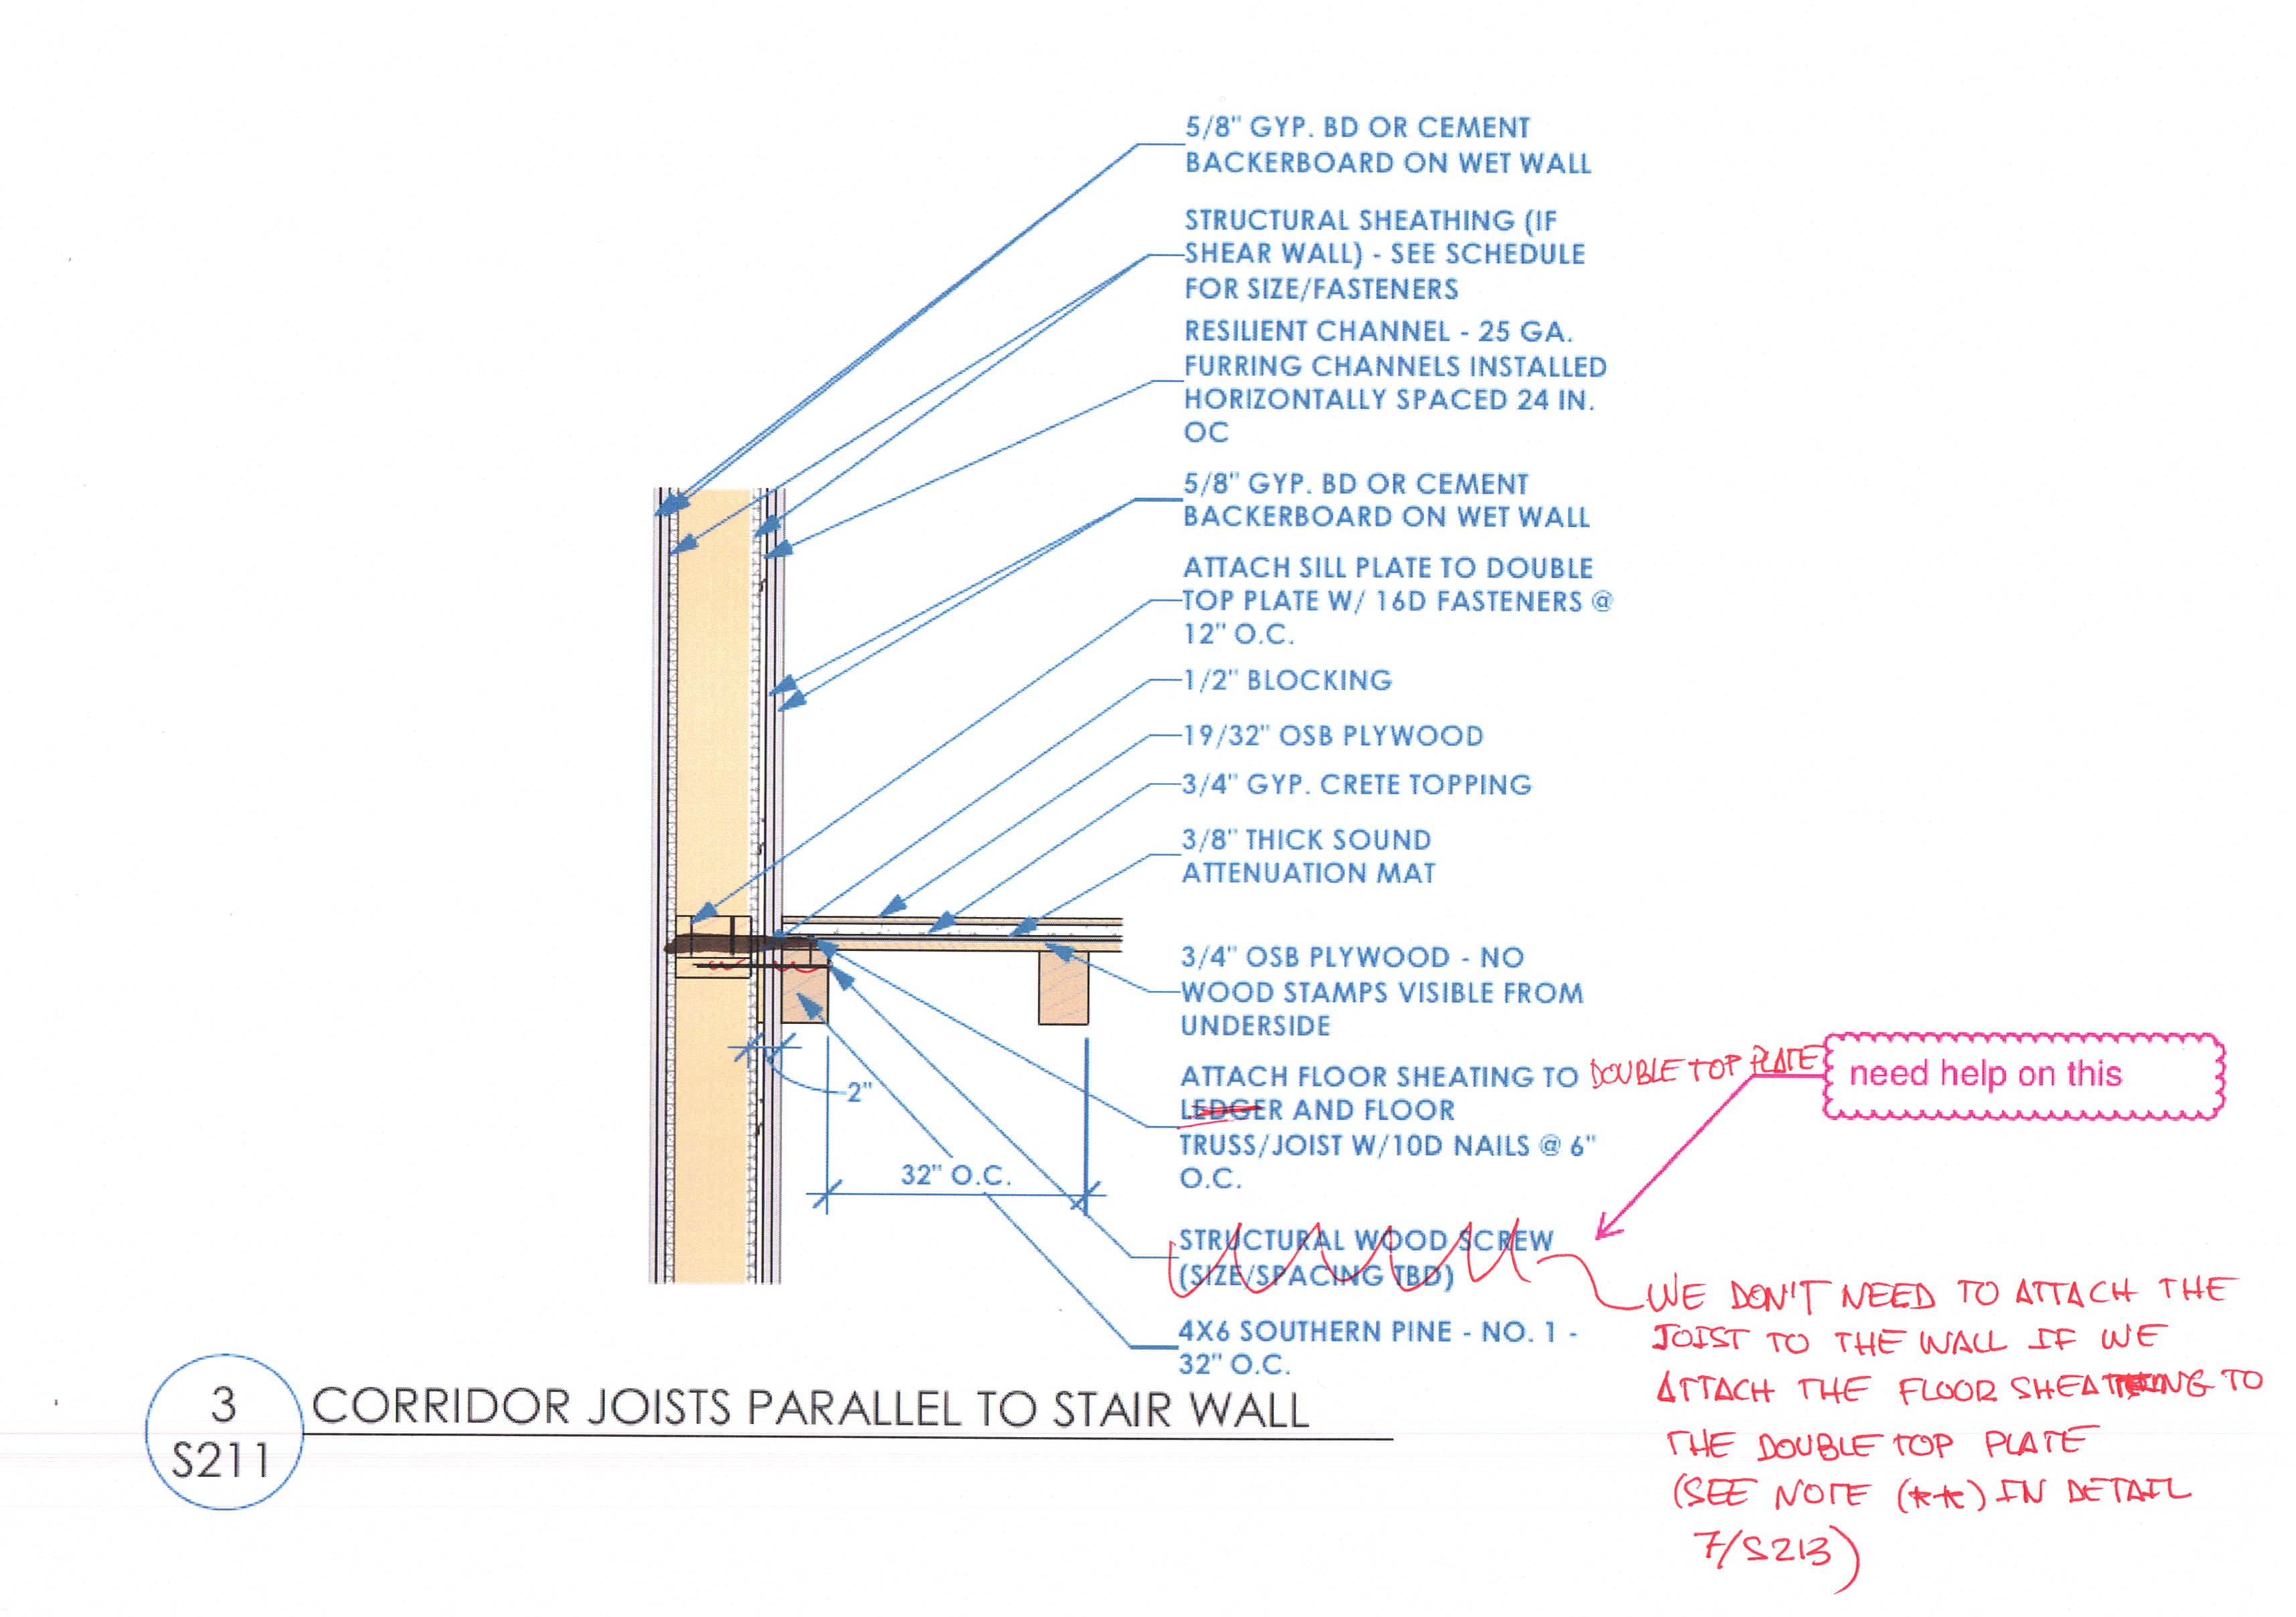 5/8" GYP. BD OR CEMENT
BACKERBOARD ON WET WALL
STRUCTURAL SHEATHING (IF
SHEAR WALL) - SEE SCHEDULE
FOR SIZE/FASTENERS
RESILIENT CHANNEL - 25 GA.
FURRING CHANNELS INSTALLED
HORIZONTALLY SPACED 24 IN.
OC
5/8" GYP. BD OR CEMENT
BACKERBOARD ON WET WALL
ATTACH SILL PLATE TO DOUBLE
TOP PLATE W/ 16D FASTENERS @
12" O.C.
1/2" BLOCKING
19/32" OSB PLYWOOD
3/4" GYP. CRETE TOPPING
3/8" THICK SOUND
ATTENUATION MAT
3/4" OSB PLYWOOD - NO
WOOD STAMPS VISIBLE FROM
UNDERSIDE
ATTACH FLOOR SHEATING TO DOUBLE TOP PLATE
LEDGER AND FLOOR
TRUSS/JOIST W/10D NAILS @ 6"
O.C.
need help on this
2"
32" O.C.
STRUCTURAL WOOD SCREW
(SIZE/SPACING TBD)
4X6 SOUTHERN PINE - NO. 1 -
32" O.C.
WE DON'T NEED TO ATTACH THE
JOIST TO THE WALL IF WE
ATTACH THE FLOOR SHEATHING TO
THE DOUBLE TOP PLATE
(SEE NOTE (**) IN DETAIL
7/S213)
3
S211
CORRIDOR JOISTS PARALLEL TO STAIR WALL